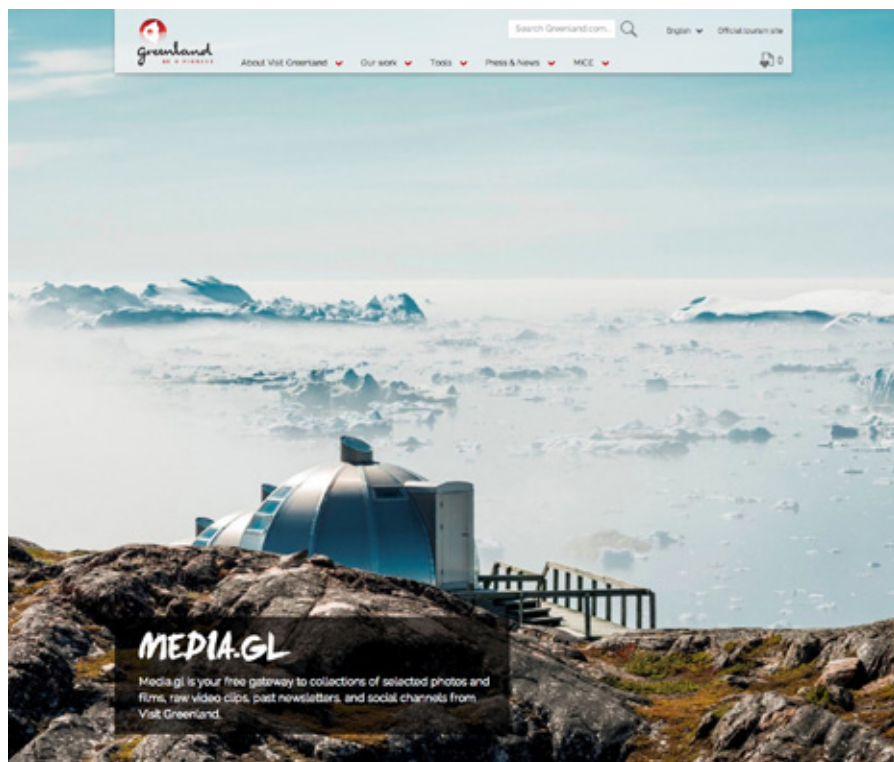 Search Greenland.com...
English
Official tourism site
greenland
BE A PIONEER
About Visit Greenland
Our work
Tools
Press & News
MICE
0
MEDIA.GL
Media.gl is your free gateway to collections of selected photos and
films, raw video clips, past newsletters, and social channels from
Visit Greenland.